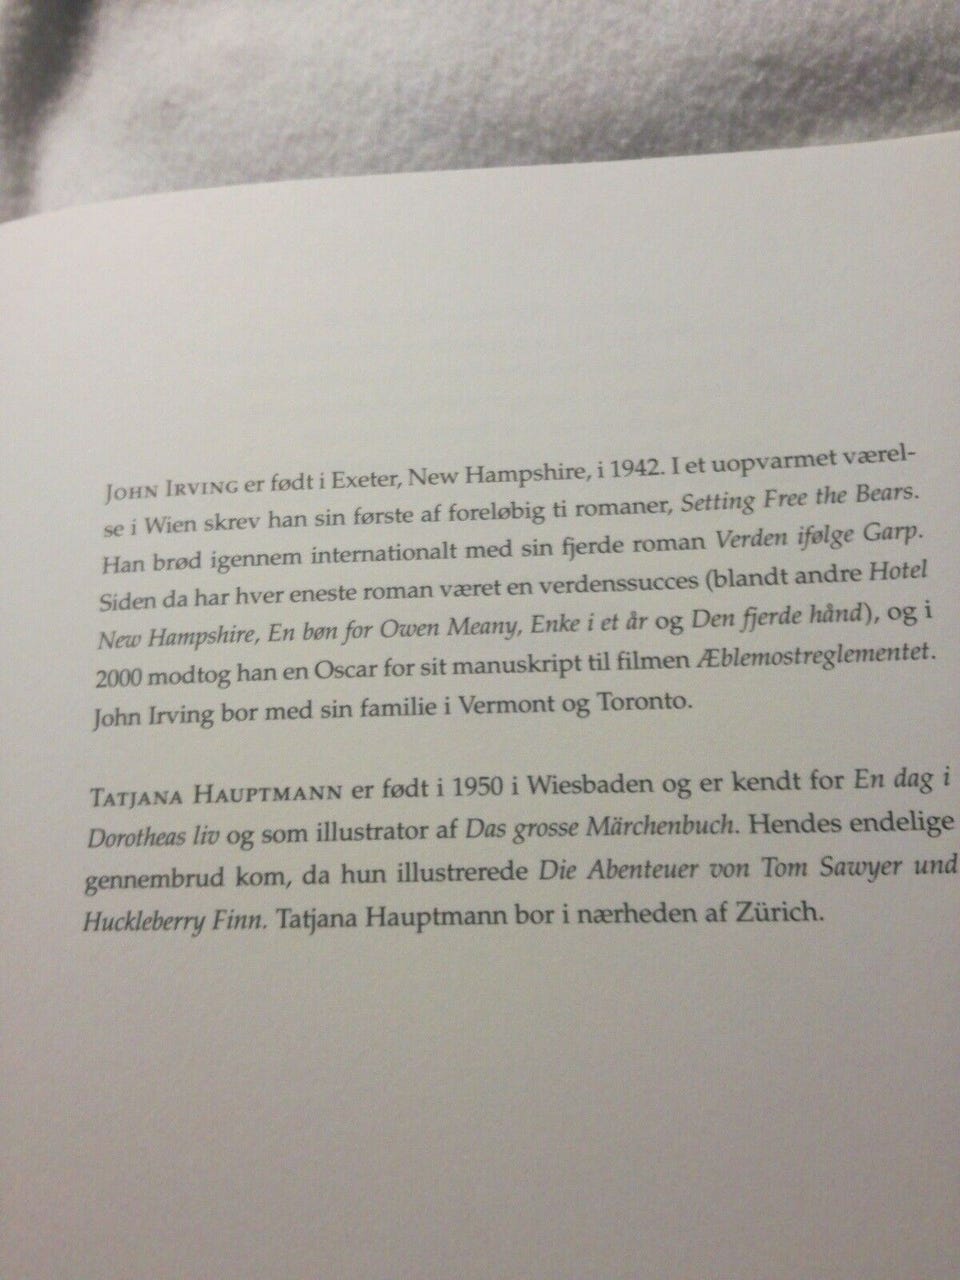 JOHN IRVING er født i Exeter, New Hampshire, i 1942. I et uopvarmet værel-
se i Wien skrev han sin første af foreløbig ti romaner, Setting Free the Bears.
Han brød igennem internationalt med sin fjerde roman Verden ifølge Garp.
Siden da har hver eneste roman været en verdenssucces (blandt andre Hotel
New Hampshire, En bøn for Owen Meany, Enke i et år og Den fjerde hånd), og i
2000 modtog han en Oscar for sit manuskript til filmen Æblemostreglementet.
John Irving bor med sin familie i Vermont og Toronto.
TATJANA HAUPTMANN er født i 1950 i Wiesbaden og er kendt for En dag i
Dorotheas liv og som illustrator af Das grosse Märchenbuch. Hendes endelige
gennembrud kom, da hun illustrerede Die Abenteuer von Tom Sawyer und
Huckleberry Finn. Tatjana Hauptmann bor i nærheden af Zürich.